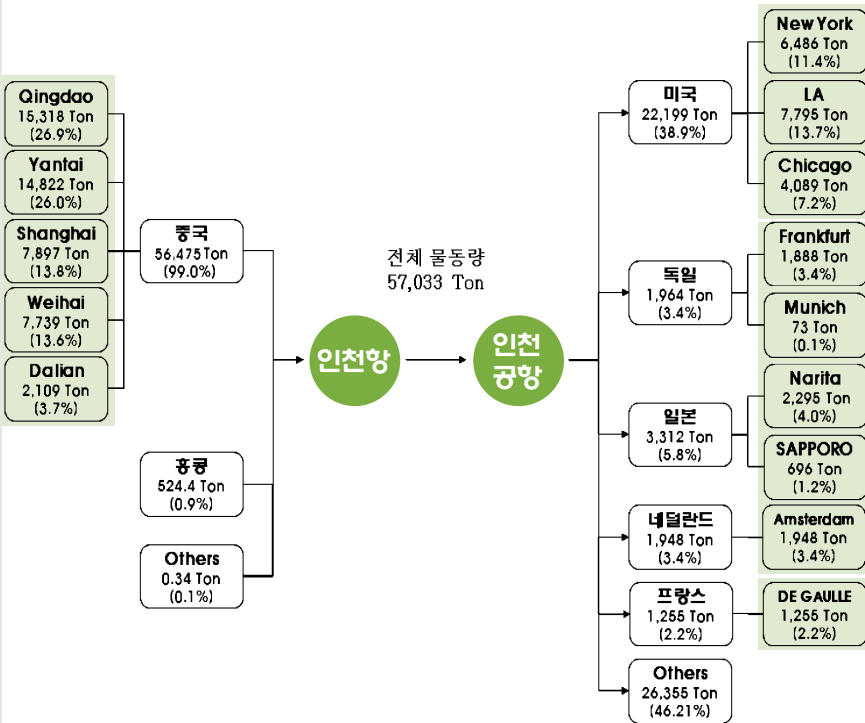 Qingdao
15,318 Ton
(26.9%)
Yantai
14,822 Ton
(26.0%)
Shanghai
7,897 Ton
(13.8%)
Weihai
7,739 Ton
(13.6%)
Dalian
2,109 Ton
(3.7%)
중국
56,475 Ton
(99.0%)
홍콩
524.4 Ton
(0.9%)
Others
0.34 Ton
(0.1%)
인천항
전체 물동량
57,033 Ton
인천
공항
미국
22,199 Ton
(38.9%)
독일
1,964 Ton
(3.4%)
일본
3,312 Ton
(5.8%)
네덜란드
1,948 Ton
(3.4%)
프랑스
1,255 Ton
(2.2%)
Others
26,355 Ton
(46.21%)
New York
6,486 Ton
(11.4%)
LA
7,795 Ton
(13.7%)
Chicago
4,089 Ton
(7.2%)
Frankfurt
1,888 Ton
(3.4%)
Munich
73 Ton
(0.1%)
Narita
2,295 Ton
(4.0%)
SAPPORO
696 Ton
(1.2%)
Amsterdam
1,948 Ton
(3.4%)
DE GAULLE
1,255 Ton
(2.2%)